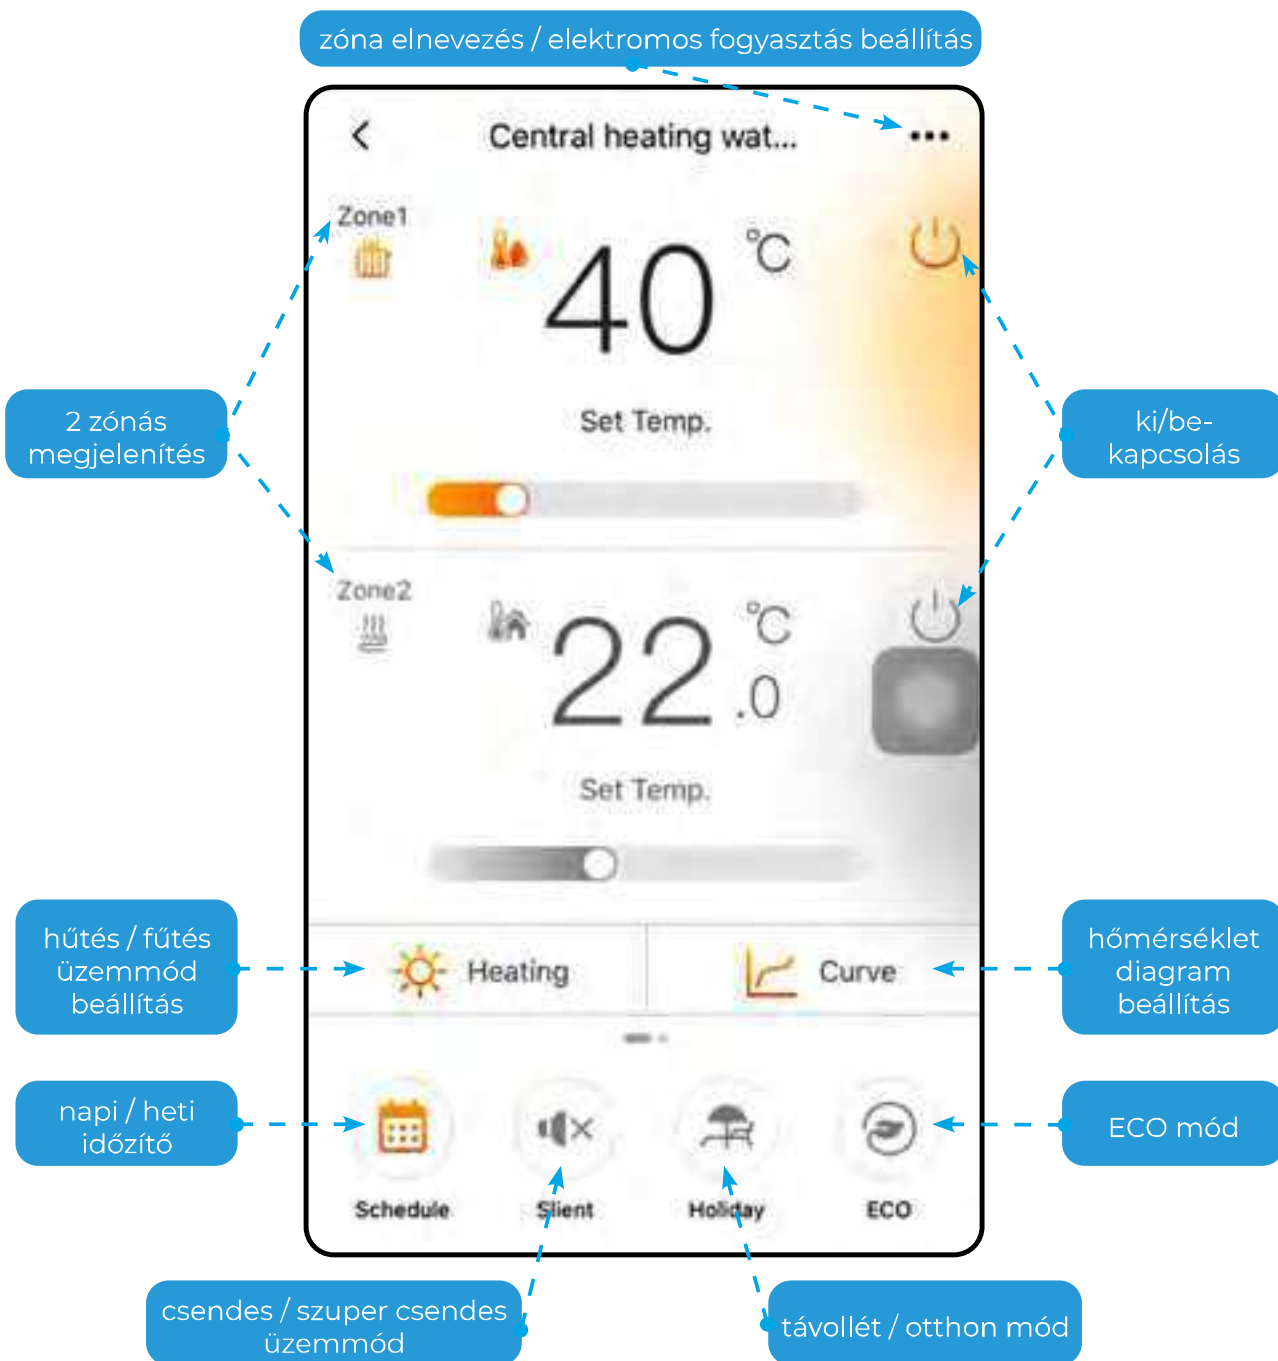 zóna elnevezés / elektromos fogyasztás beállítás
Central heating wat...
Zone1
40 °C
Set Temp.
2 zónás
megjelenítés
ki/be-
kapcsolás
Zone2
22.0 °C
Set Temp.
hűtés / fűtés
üzemmód
beállítás
Heating
Curve
hőmérséklet
diagram
beállítás
napi / heti
időzítő
ECO mód
Schedule
Slient
Holiday
ECO
csendes / szuper csendes
üzemmód
távollét / otthon mód